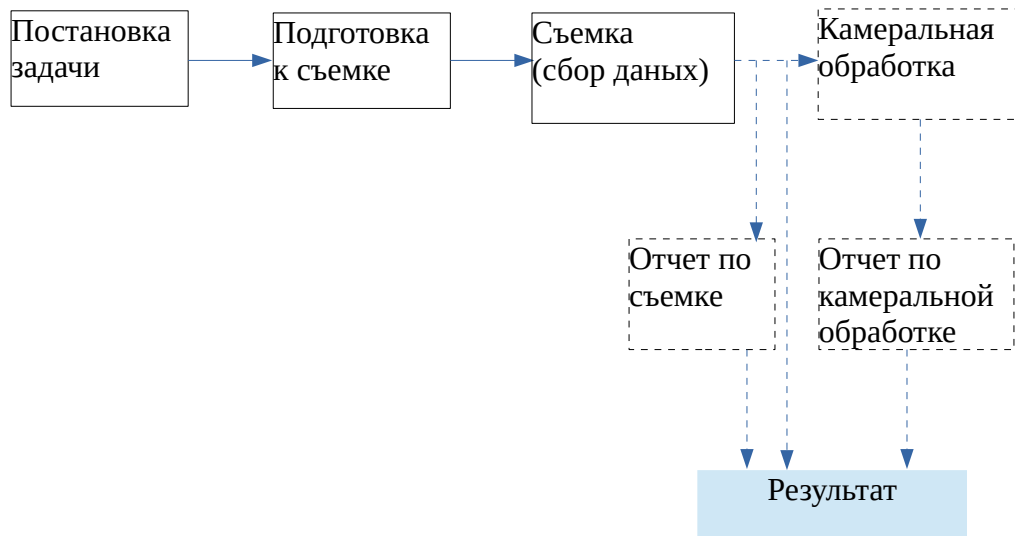 Постановка
задачи
Подготовка
к съемке
Съемка
(сбор даных)
Камеральная
обработка
Отчет по
съемке
Отчет по
камеральной
обработке
Результат